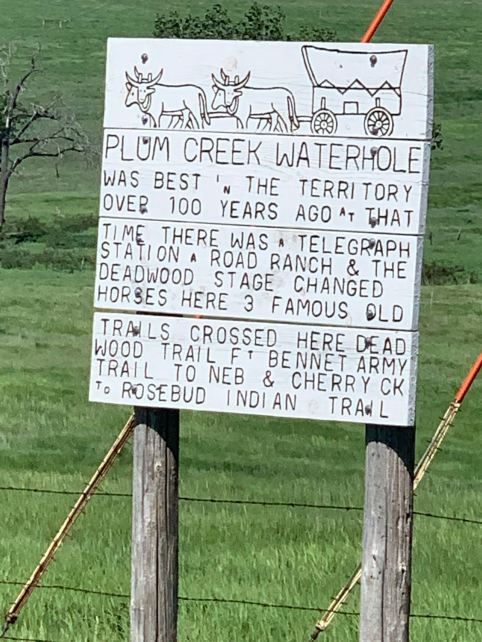 PLUM CREEK WATERHOLE
WAS BEST 'N THE TERRITORY
OVER 100 YEARS AGO AT THAT
TIME THERE WAS A TELEGRAPH
STATION A ROAD RANCH & THE
DEADWOOD STAGE CHANGED
HORSES HERE 3 FAMOUS OLD
TRAILS CROSSED HERE DEAD
WOOD TRAIL FT BENNET ARMY
TRAIL TO NEB & CHERRY CK
TO ROSEBUD INDIAN TRAIL